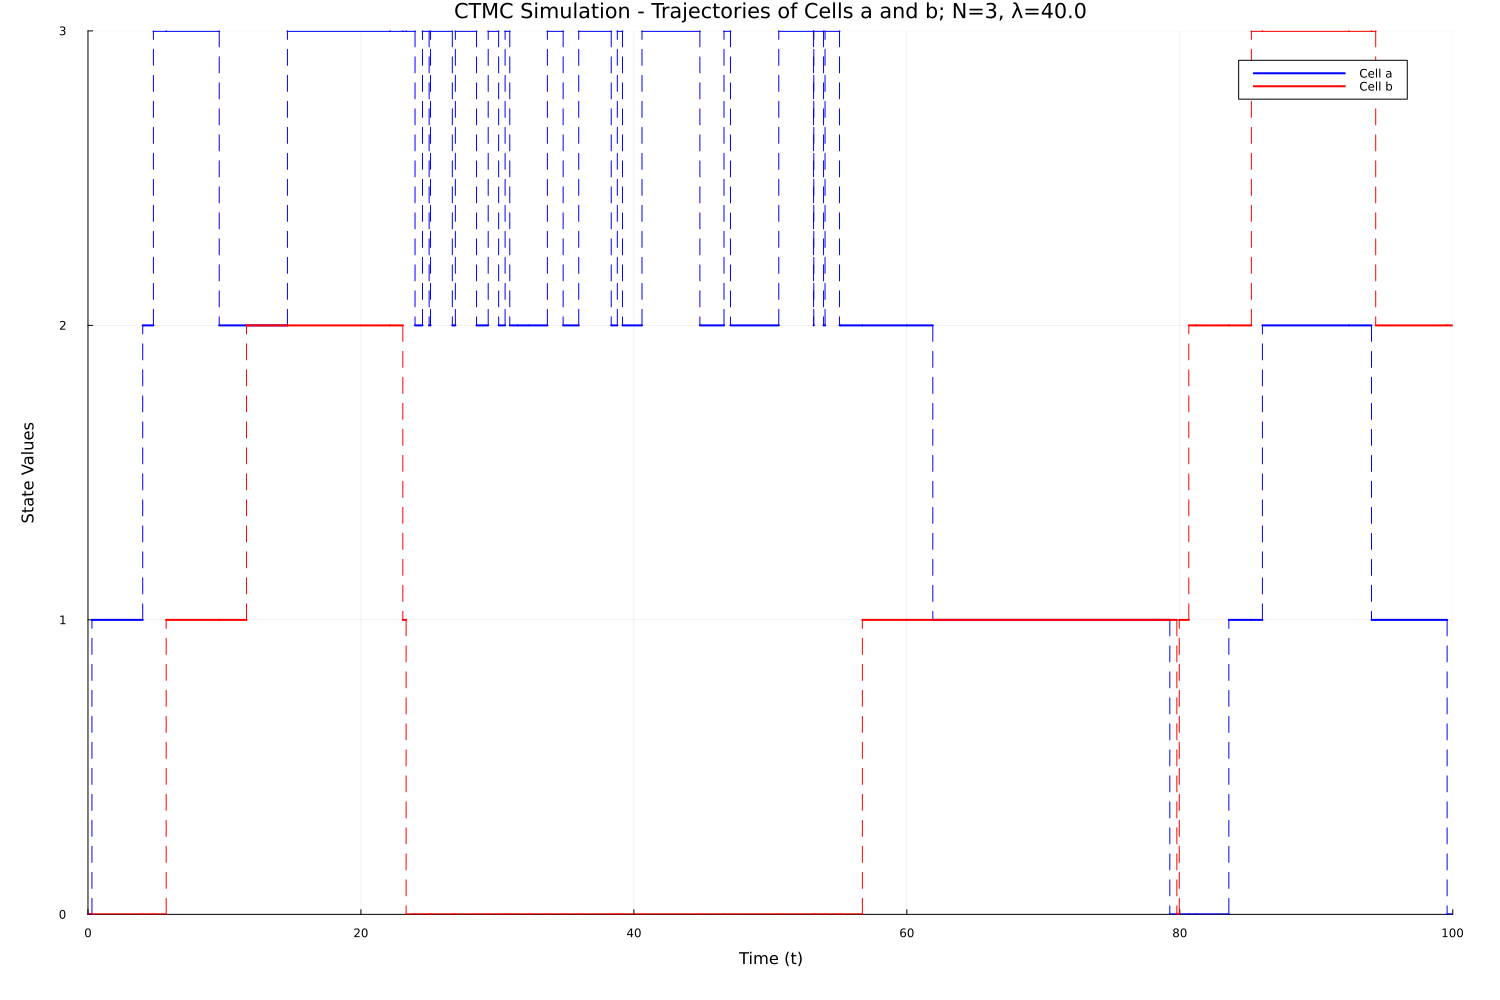 CTMC Simulation - Trajectories of Cells a and b; N=3, λ=40.0
3
Cell a
Cell b
2
State Values
1
0
0 20 40 60 80 100
Time (t)